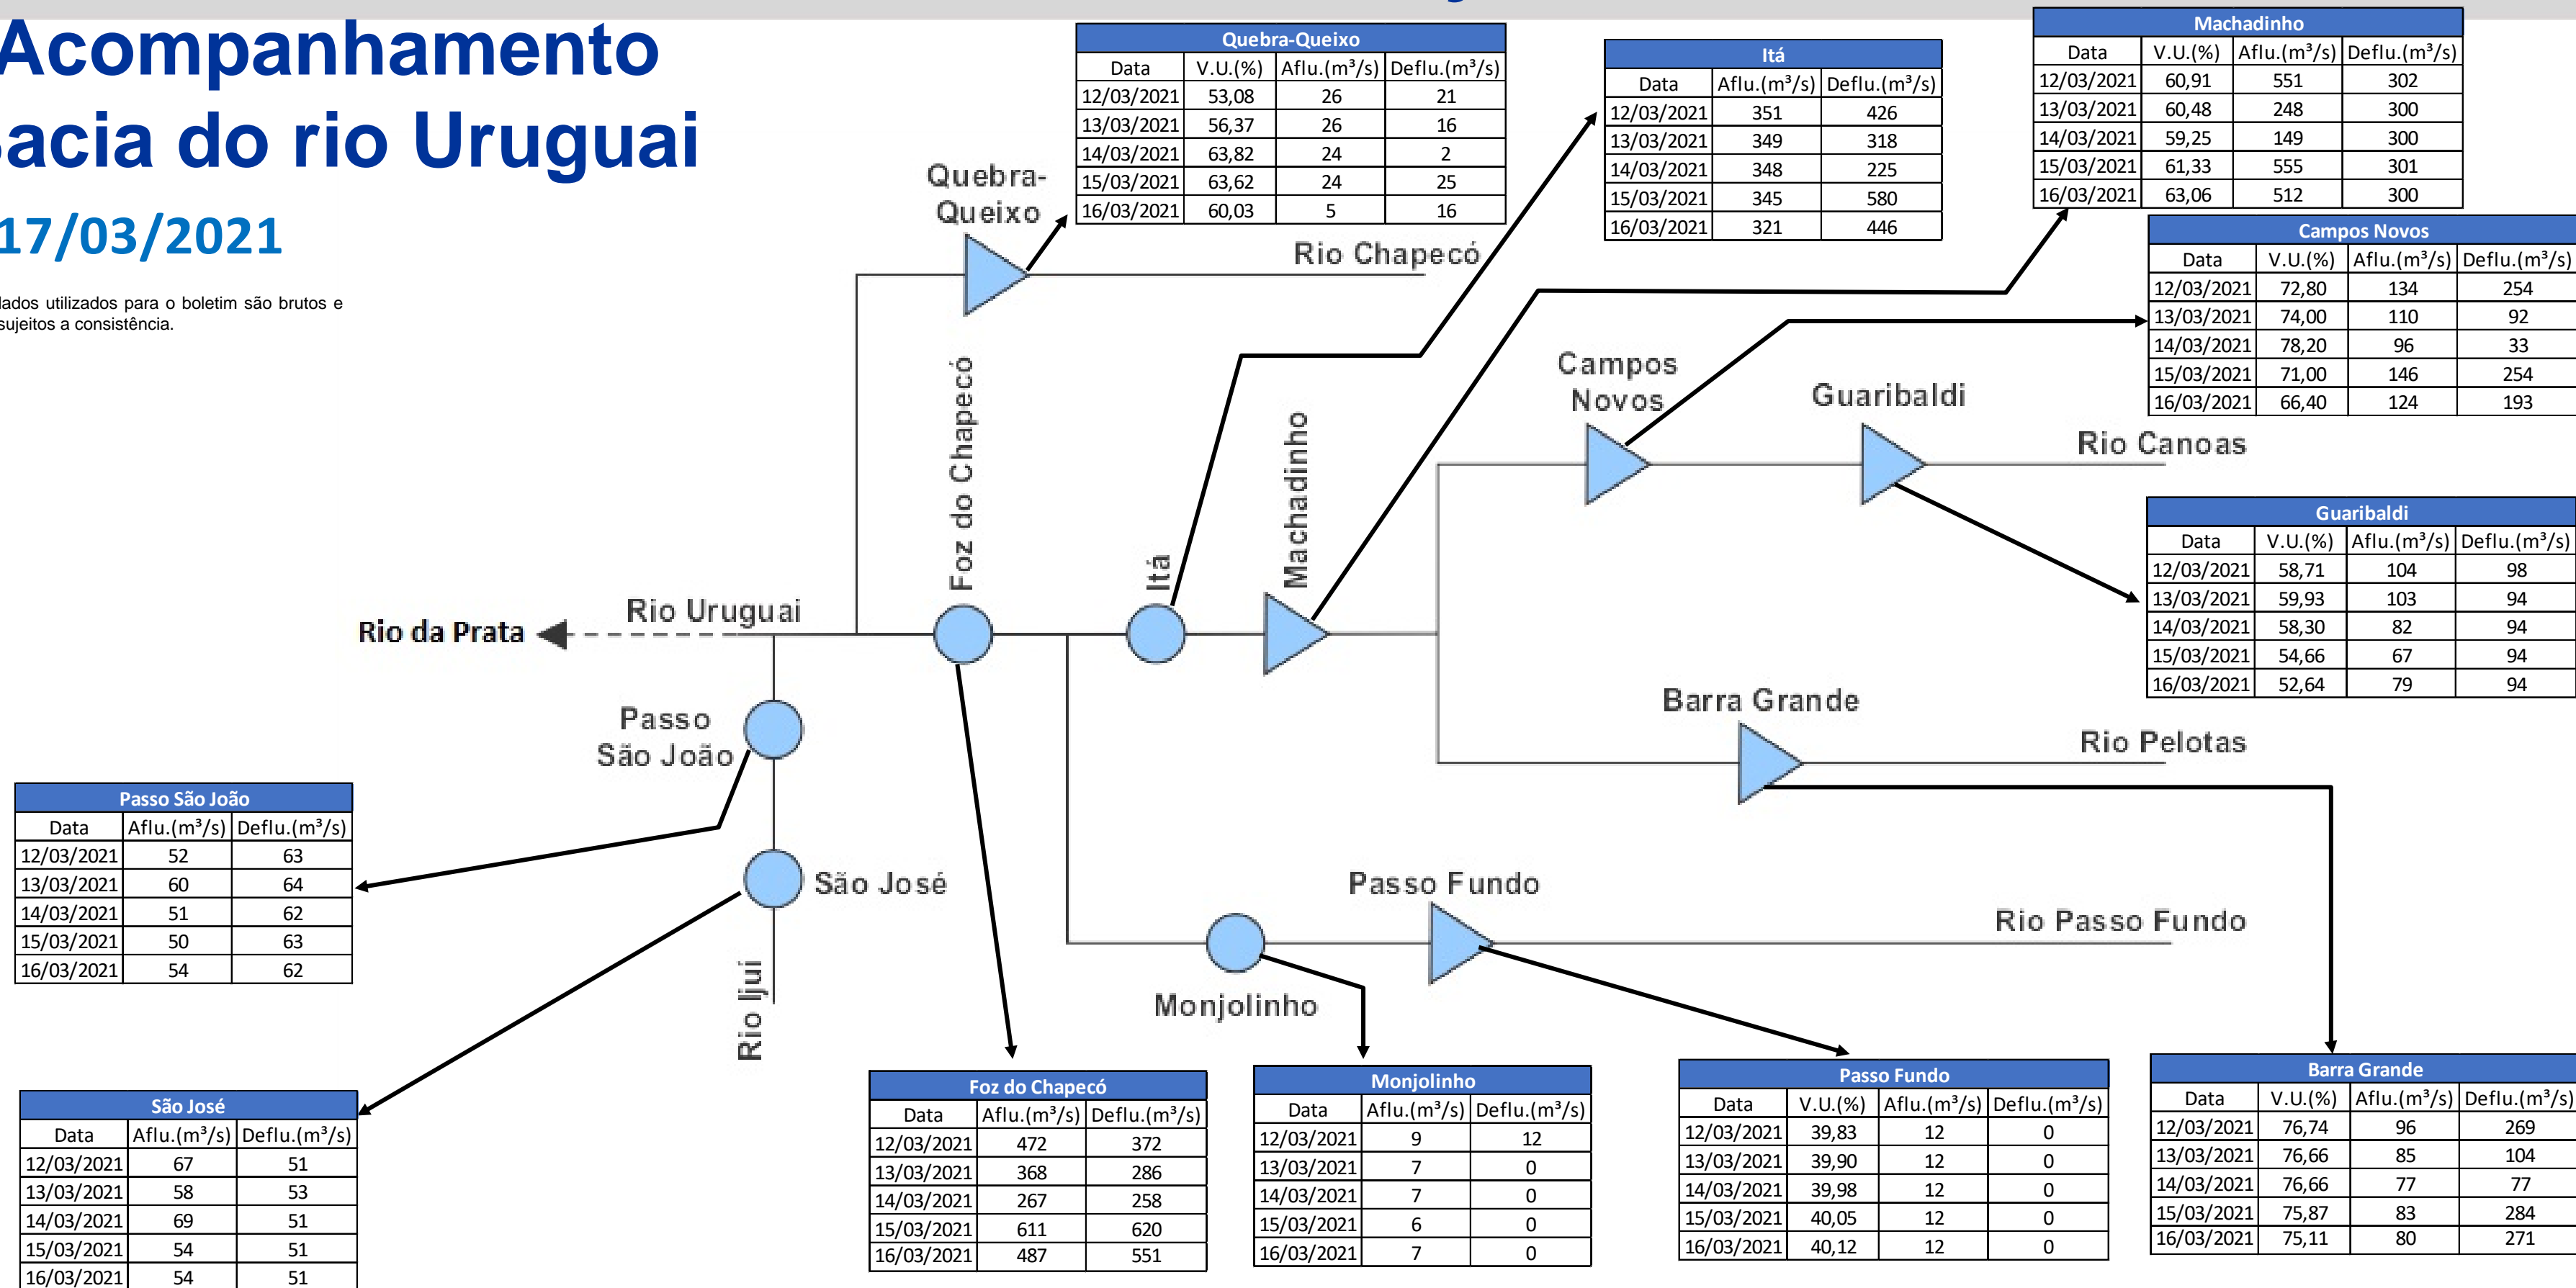 Acompanhamento
Bacia do rio Uruguai
17/03/2021
dados utilizados para o boletim são brutos e
sujeitos a consistência.
Quebra-Queixo
Data V.U.(%) Aflu.(m³/s) Deflu.(m³/s)
12/03/2021 53,08 26 21
13/03/2021 56,37 26 16
14/03/2021 63,82 24 2
15/03/2021 63,62 24 25
16/03/2021 60,03 5 16
Itá
Data Aflu.(m³/s) Deflu.(m³/s)
12/03/2021 351 426
13/03/2021 349 318
14/03/2021 348 225
15/03/2021 345 580
16/03/2021 321 446
Machadinho
Data V.U.(%) Aflu.(m³/s) Deflu.(m³/s)
12/03/2021 60,91 551 302
13/03/2021 60,48 248 300
14/03/2021 59,25 149 300
15/03/2021 61,33 555 301
16/03/2021 63,06 512 300
Campos Novos
Data V.U.(%) Aflu.(m³/s) Deflu.(m³/s)
12/03/2021 72,80 134 254
13/03/2021 74,00 110 92
14/03/2021 78,20 96 33
15/03/2021 71,00 146 254
16/03/2021 66,40 124 193
Quebra-
Queixo
Rio Chapecó
Foz do Chapecó
Itá
Machadinho
Campos
Novos
Guaribaldi
Rio Canoas
Guaribaldi
Data V.U.(%) Aflu.(m³/s) Deflu.(m³/s)
12/03/2021 58,71 104 98
13/03/2021 59,93 103 94
14/03/2021 58,30 82 94
15/03/2021 54,66 67 94
16/03/2021 52,64 79 94
Rio da Prata
Rio Uruguai
Barra Grande
Rio Pelotas
Passo
São João
São José
Rio Ijuí
Passo Fundo
Rio Passo Fundo
Monjolinho
Passo São João
Data Aflu.(m³/s) Deflu.(m³/s)
12/03/2021 52 63
13/03/2021 60 64
14/03/2021 51 62
15/03/2021 50 63
16/03/2021 54 62
São José
Data Aflu.(m³/s) Deflu.(m³/s)
12/03/2021 67 51
13/03/2021 58 53
14/03/2021 69 51
15/03/2021 54 51
16/03/2021 54 51
Foz do Chapecó
Data Aflu.(m³/s) Deflu.(m³/s)
12/03/2021 472 372
13/03/2021 368 286
14/03/2021 267 258
15/03/2021 611 620
16/03/2021 487 551
Monjolinho
Data Aflu.(m³/s) Deflu.(m³/s)
12/03/2021 9 12
13/03/2021 7 0
14/03/2021 7 0
15/03/2021 6 0
16/03/2021 7 0
Passo Fundo
Data V.U.(%) Aflu.(m³/s) Deflu.(m³/s)
12/03/2021 39,83 12 0
13/03/2021 39,90 12 0
14/03/2021 39,98 12 0
15/03/2021 40,05 12 0
16/03/2021 40,12 12 0
Barra Grande
Data V.U.(%) Aflu.(m³/s) Deflu.(m³/s)
12/03/2021 76,74 96 269
13/03/2021 76,66 85 104
14/03/2021 76,66 77 77
15/03/2021 75,87 83 284
16/03/2021 75,11 80 271